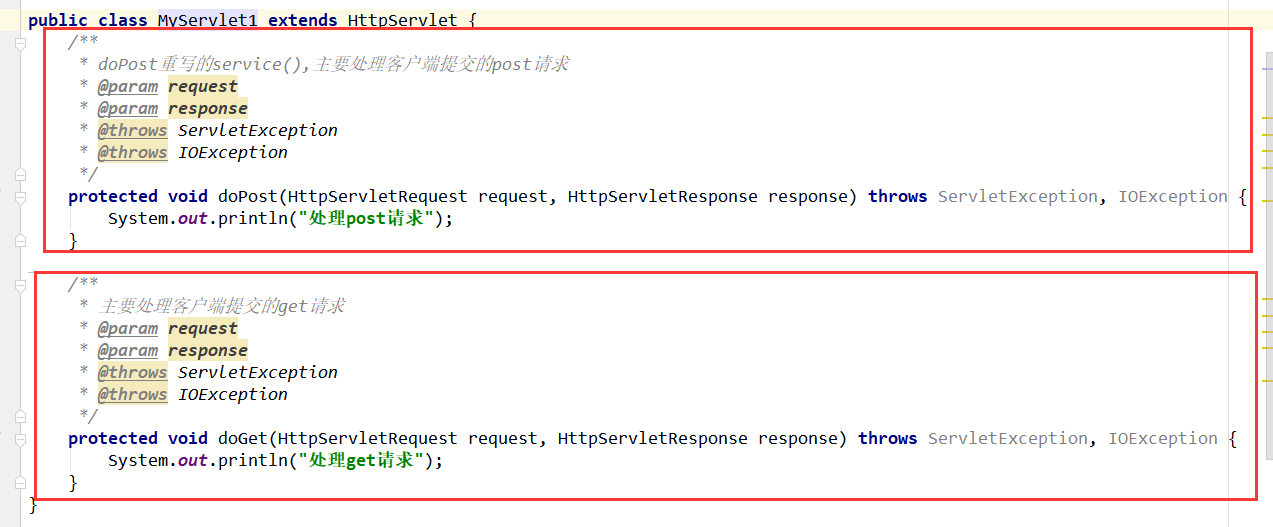 public class MyServlet1 extends HttpServlet {
/**
* doPost重写的service(),主要处理客户端提交的post请求
* @param request
* @param response
* @throws ServletException
* @throws IOException
*/
protected void doPost(HttpServletRequest request, HttpServletResponse response) throws ServletException, IOException {
System.out.println("处理post请求");
}
/**
* 主要处理客户端提交的get请求
* @param request
* @param response
* @throws ServletException
* @throws IOException
*/
protected void doGet(HttpServletRequest request, HttpServletResponse response) throws ServletException, IOException {
System.out.println("处理get请求");
}
}